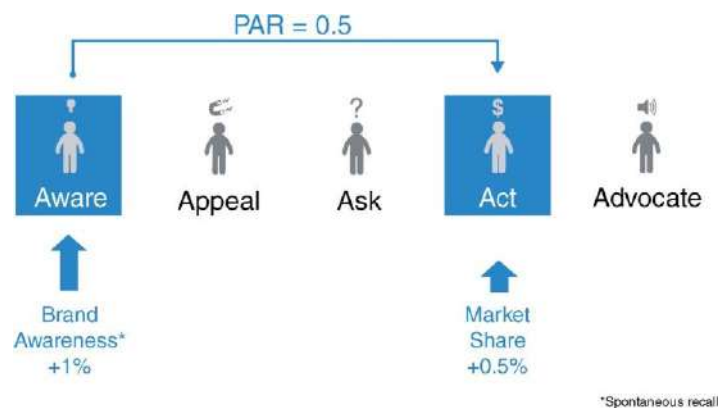 PAR = 0.5
?
$
Aware
Appeal
Ask
Act
Advocate
Brand
Awareness*
+1%
Market
Share
+0.5%
*Spontaneous recall